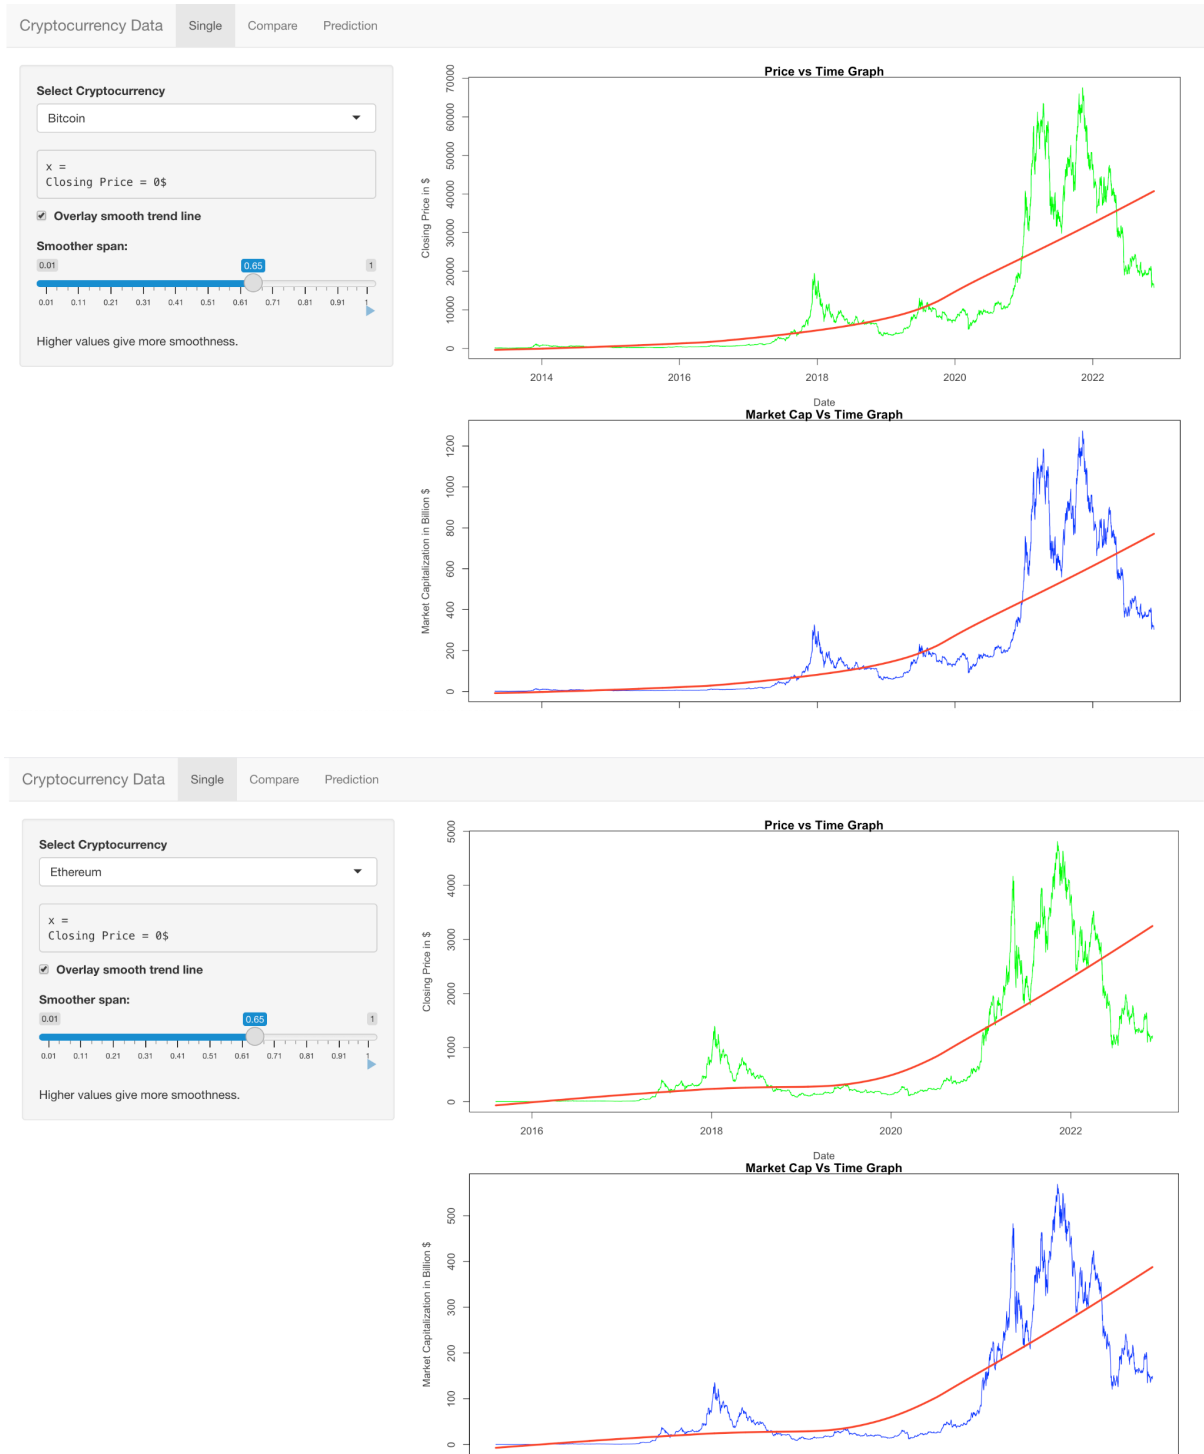 Cryptocurrency Data Single Compare Prediction
Select Cryptocurrency
Bitcoin
x =
Closing Price = 0$
Overlay smooth trend line
Smoother span:
0.01 0.65 1
0.01 0.11 0.21 0.31 0.41 0.51 0.61 0.71 0.81 0.91 1
Higher values give more smoothness.
Price vs Time Graph
Closing Price in $
70000
60000
50000
40000
30000
20000
10000
0
2014 2016 2018 2020 2022
Date
Market Cap Vs Time Graph
Market Capitalization in Billion $
1200
1000
800
600
400
200
0
Cryptocurrency Data Single Compare Prediction
Select Cryptocurrency
Ethereum
x =
Closing Price = 0$
Overlay smooth trend line
Smoother span:
0.01 0.65 1
0.01 0.11 0.21 0.31 0.41 0.51 0.61 0.71 0.81 0.91 1
Higher values give more smoothness.
Price vs Time Graph
Closing Price in $
5000
4000
3000
2000
1000
0
2016 2018 2020 2022
Date
Market Cap Vs Time Graph
Market Capitalization in Billion $
500
400
300
200
100
0